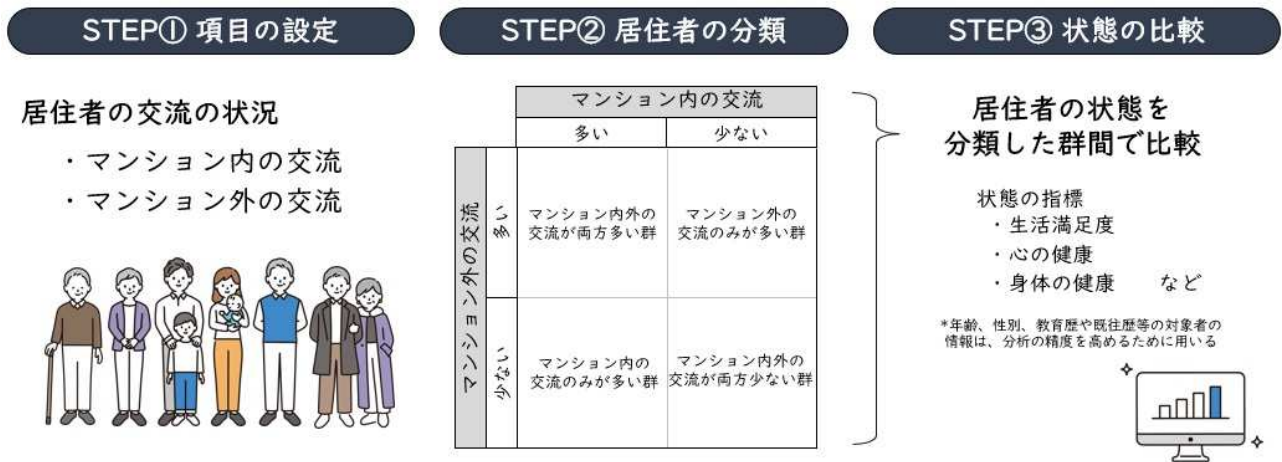 STEP① 項目の設定
居住者の交流の状況
・マンション内の交流
・マンション外の交流
STEP② 居住者の分類
マンション内の交流
多い
少ない
マンション外の交流
多い
マンション内外の
交流が両方多い群
マンション外の
交流のみが多い群
少ない
マンション内の
交流のみが多い群
マンション内外の
交流が両方少ない群
STEP③ 状態の比較
居住者の状態を
分類した群間で比較
状態の指標
・生活満足度
・心の健康
・身体の健康　　など
*年齢、性別、教育歴や既往歴等の対象者の
情報は、分析の精度を高めるために用いる